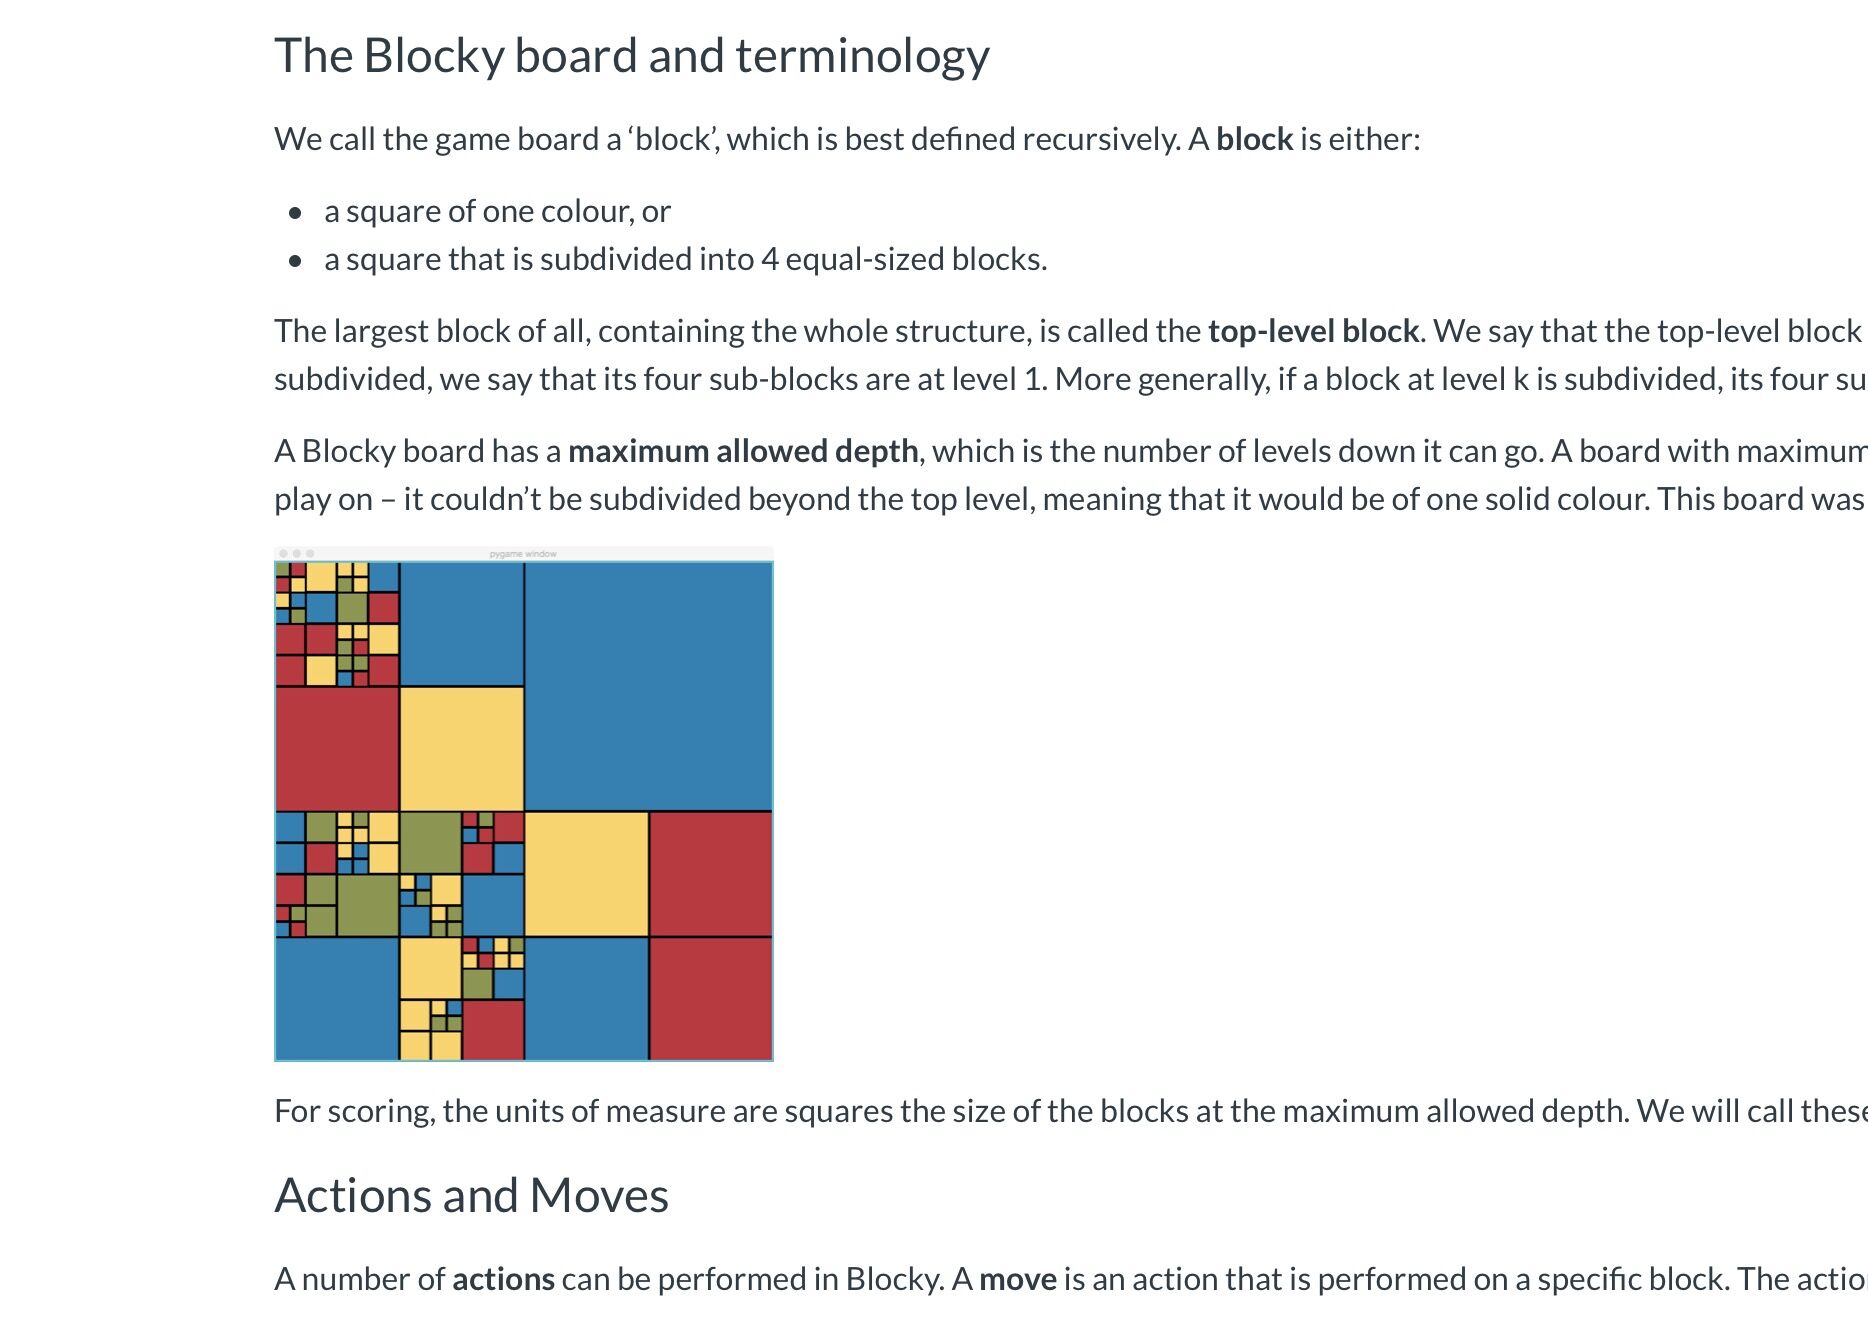 The Blocky board and terminology
We call the game board a ‘block’, which is best defined recursively. A block is either:
• a square of one colour, or
• a square that is subdivided into 4 equal-sized blocks.
The largest block of all, containing the whole structure, is called the top-level block. We say that the top-level block
subdivided, we say that its four sub-blocks are at level 1. More generally, if a block at level k is subdivided, its four su
A Blocky board has a maximum allowed depth, which is the number of levels down it can go. A board with maximum
play on – it couldn’t be subdivided beyond the top level, meaning that it would be of one solid colour. This board was
pygame window
For scoring, the units of measure are squares the size of the blocks at the maximum allowed depth. We will call these
Actions and Moves
A number of actions can be performed in Blocky. A move is an action that is performed on a specific block. The actio